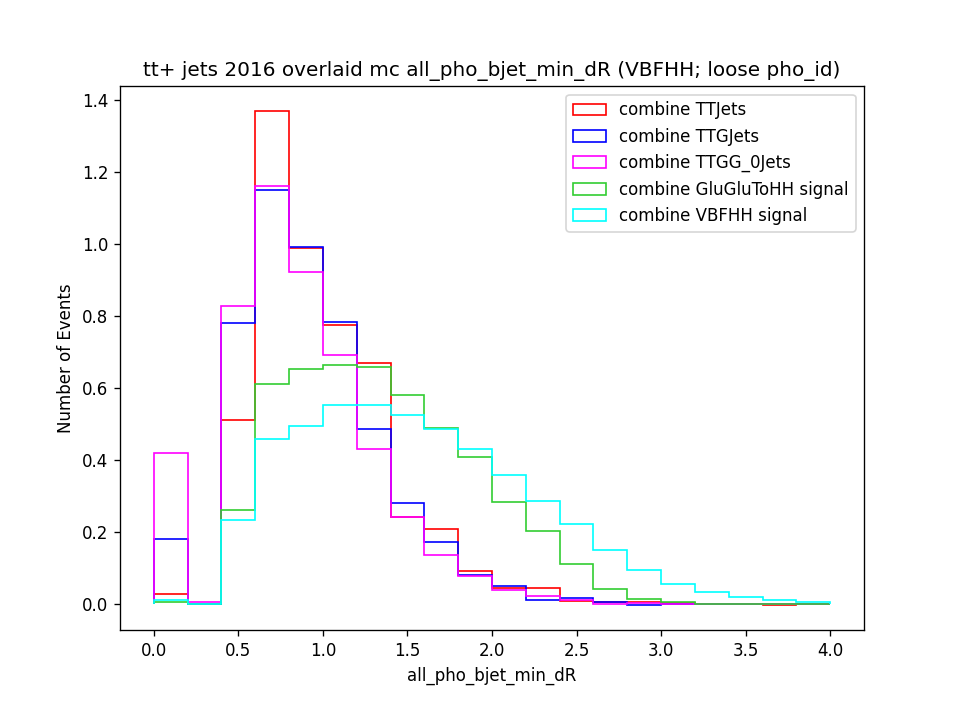 tt+ jets 2016 overlaid mc all_pho_bjet_min_dR (VBFHH; loose pho_id)
combine TTJets
combine TTGJets
combine TTGG_0Jets
combine GluGluToHH signal
combine VBFHH signal
Number of Events
1.4
1.2
1.0
0.8
0.6
0.4
0.2
0.0
0.0 0.5 1.0 1.5 2.0 2.5 3.0 3.5 4.0
all_pho_bjet_min_dR